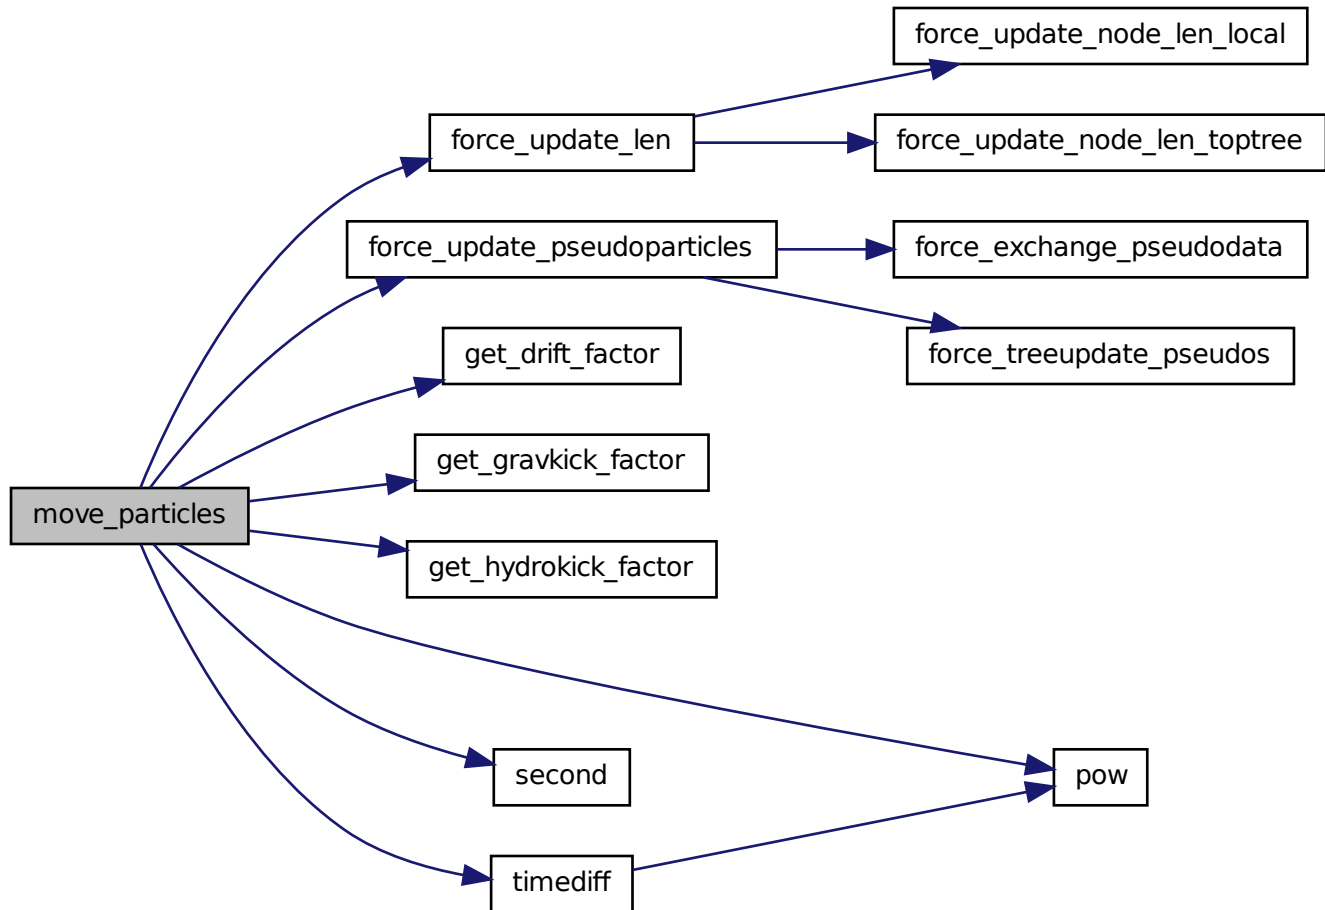 force_update_node_len_local
force_update_len
force_update_node_len_toptree
force_update_pseudoparticles
force_exchange_pseudodata
get_drift_factor
force_treeupdate_pseudos
get_gravkick_factor
move_particles
get_hydrokick_factor
second
pow
timediff